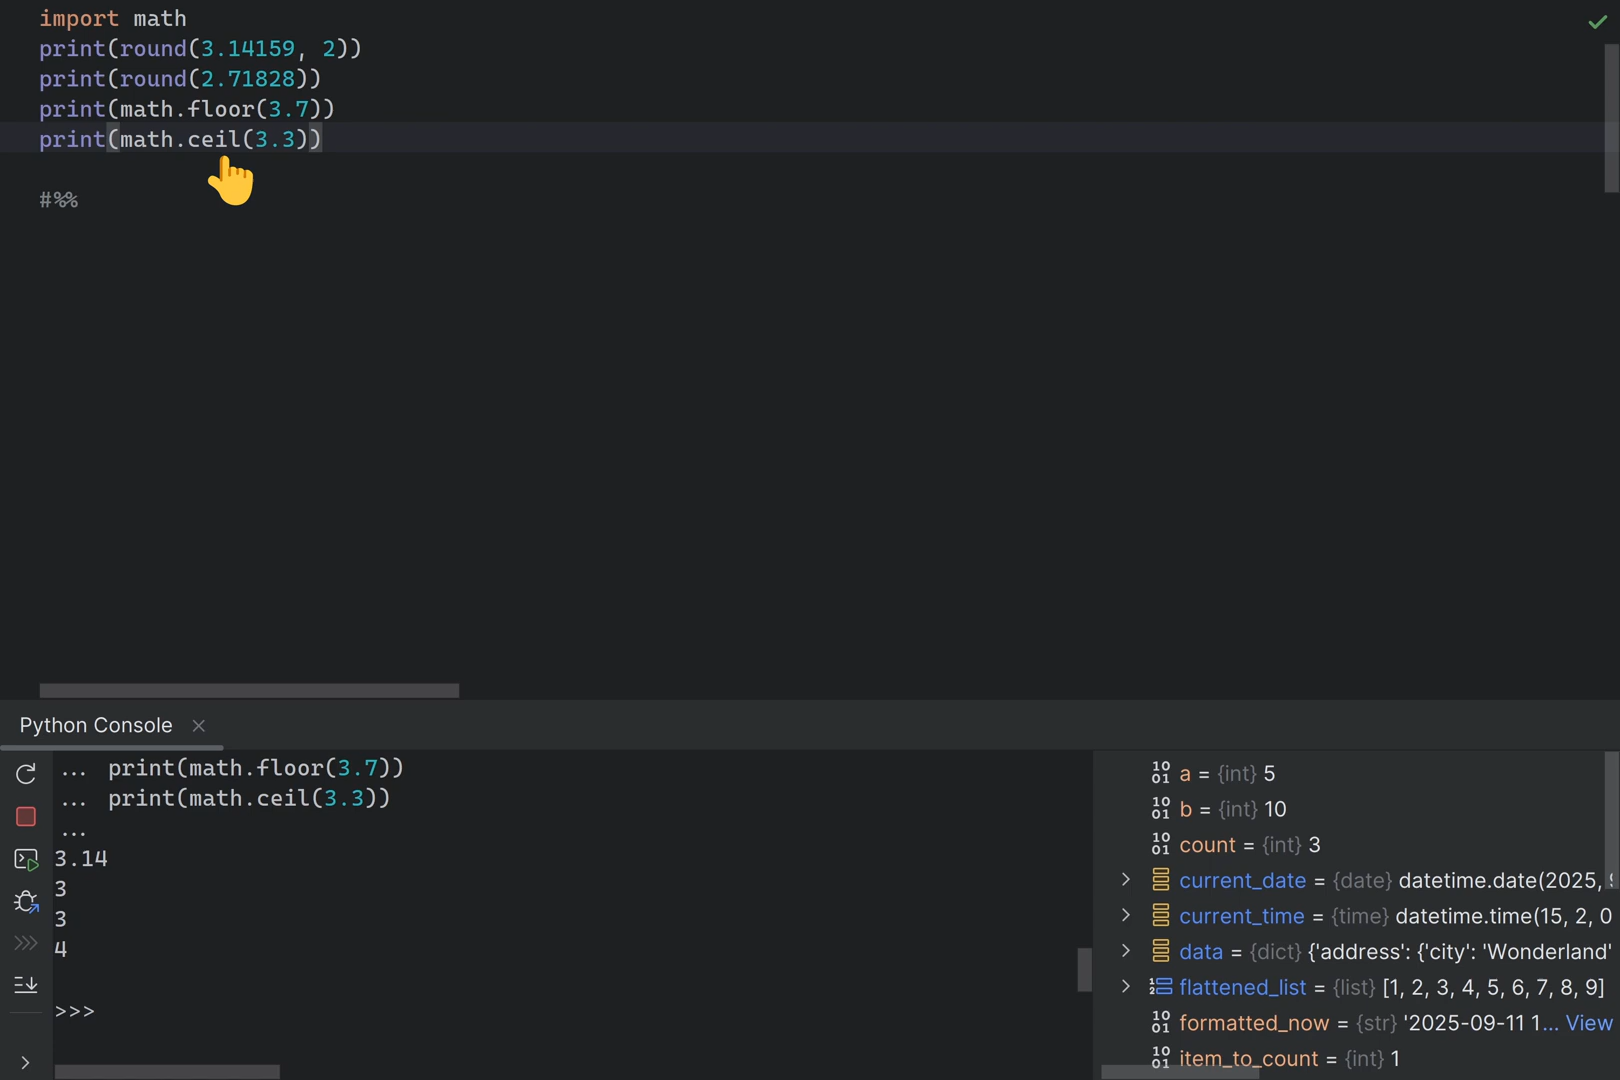 import math
print(round(3.14159, 2))
print(round(2.71828))
print(math.floor(3.7))
print(math.ceil(3.3))
#%%
Python Console
... print(math.floor(3.7))
... print(math.ceil(3.3))
...
3.14
3
3
4
>>>
a = {int} 5
b = {int} 10
count = {int} 3
current_date = {date} datetime.date(2025,
current_time = {time} datetime.time(15, 2, 0
data = {dict} {'address': {'city': 'Wonderland'
flattened_list = {list} [1, 2, 3, 4, 5, 6, 7, 8, 9]
formatted_now = {str} '2025-09-11 1... View
item_to_count = {int} 1